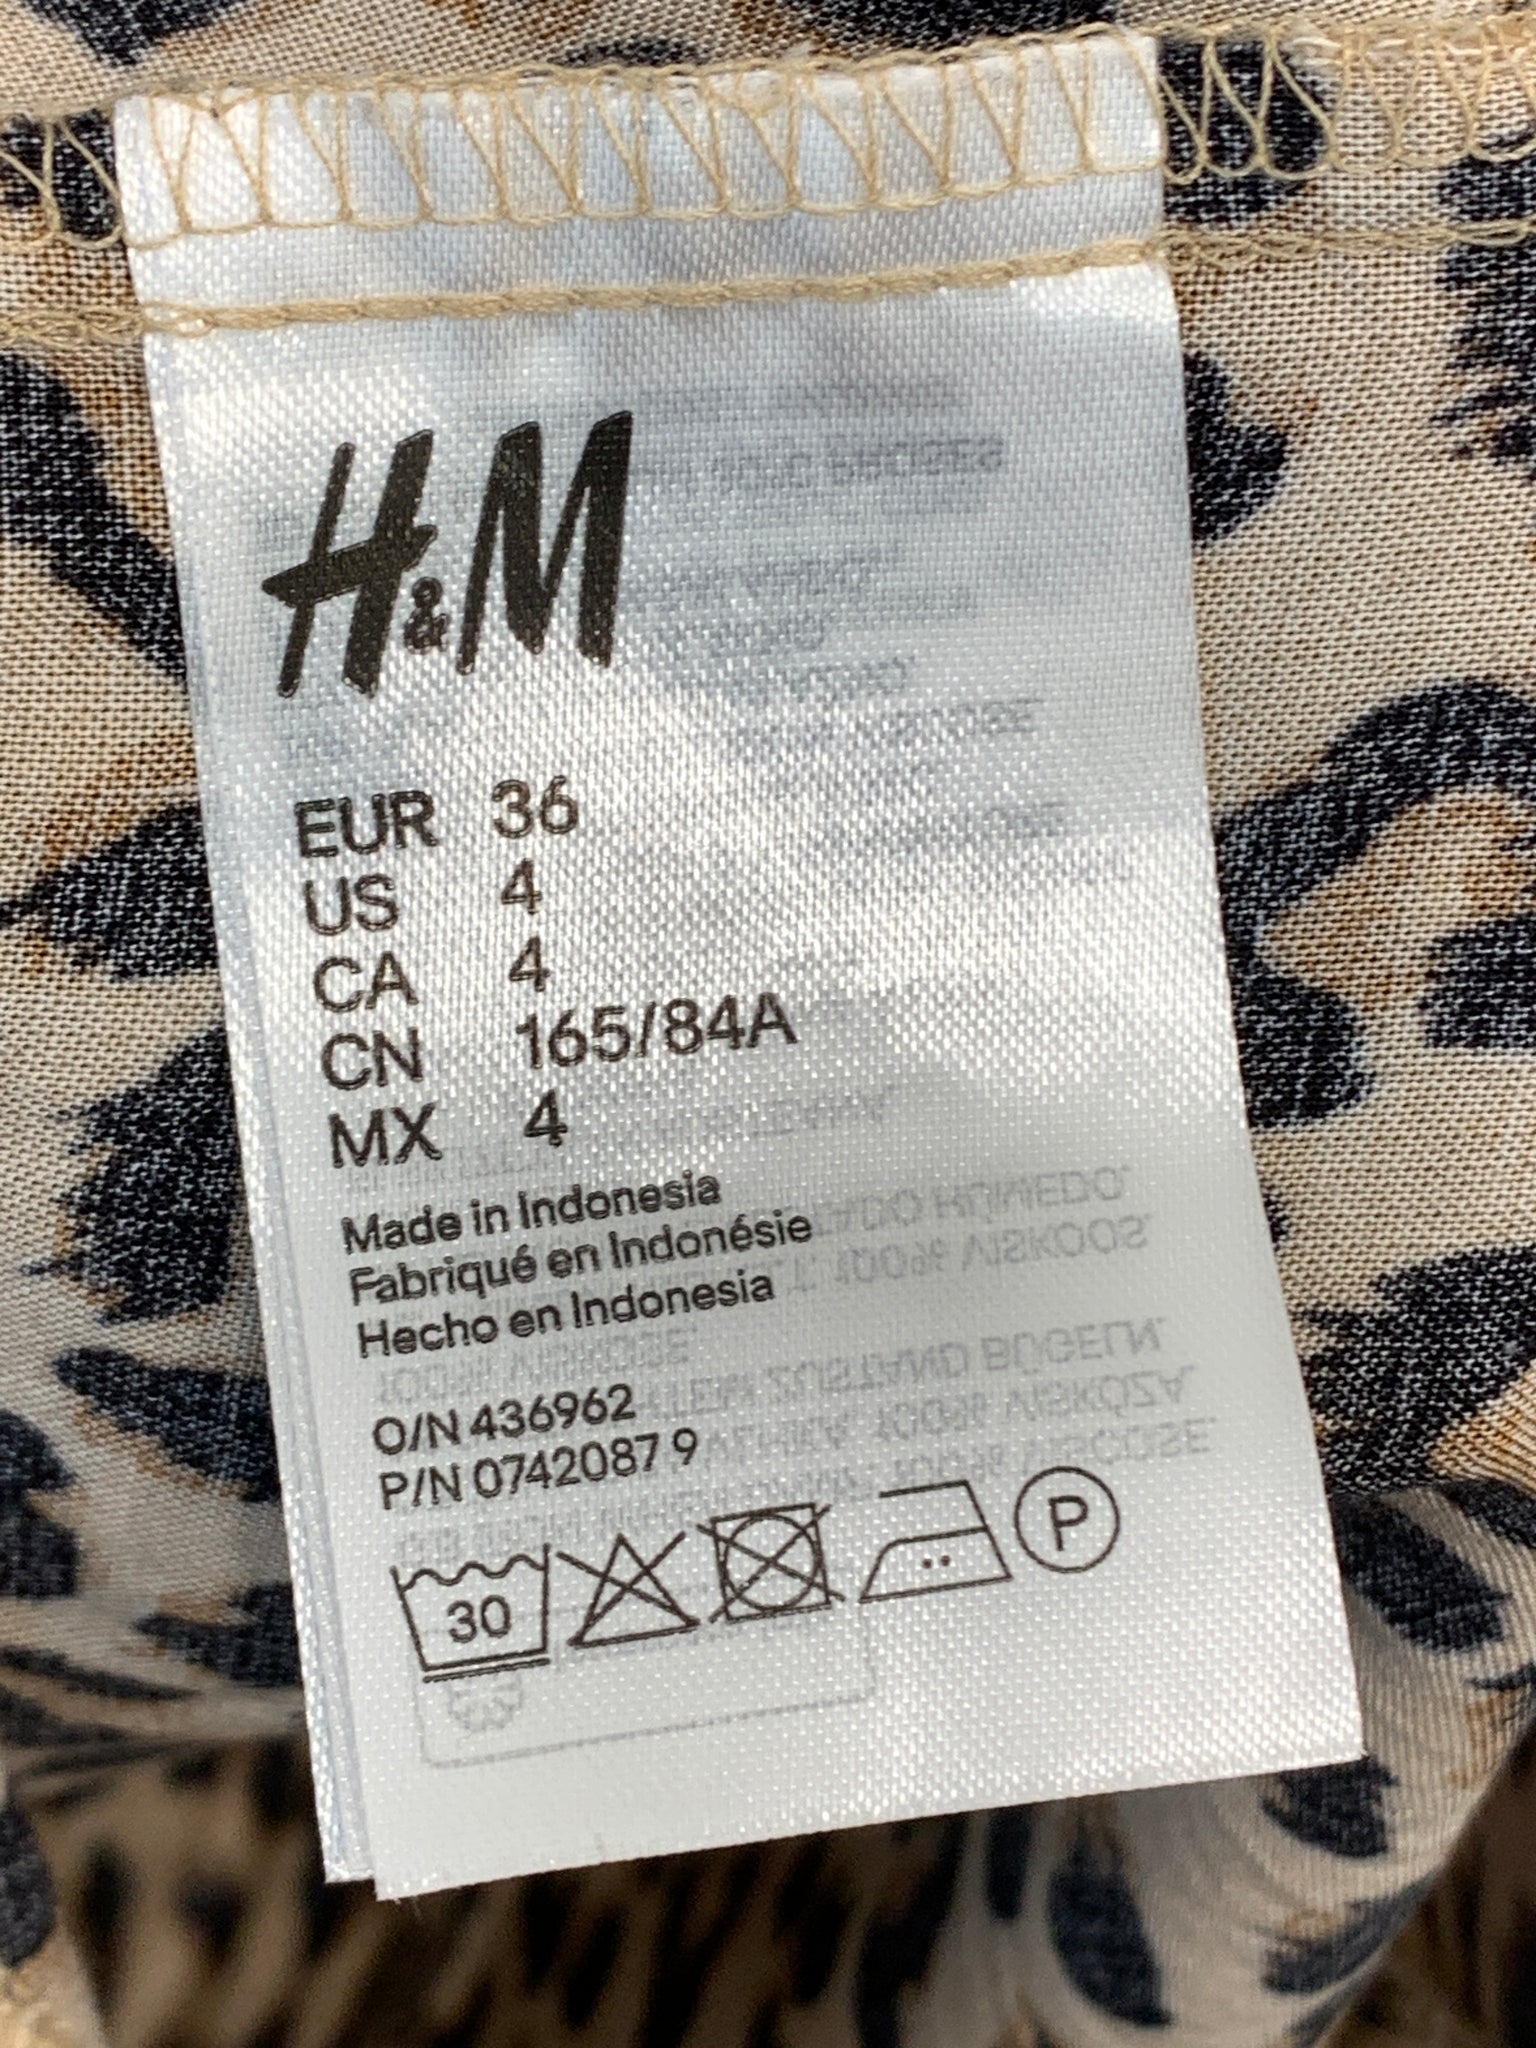 H&M
EUR 36
US 4
CA 4
CN 165/84A
MX 4
Made in Indonesia
Fabriqué en Indonésie
Hecho en Indonesia
O/N 436962
P/N 0742087 9
30 P